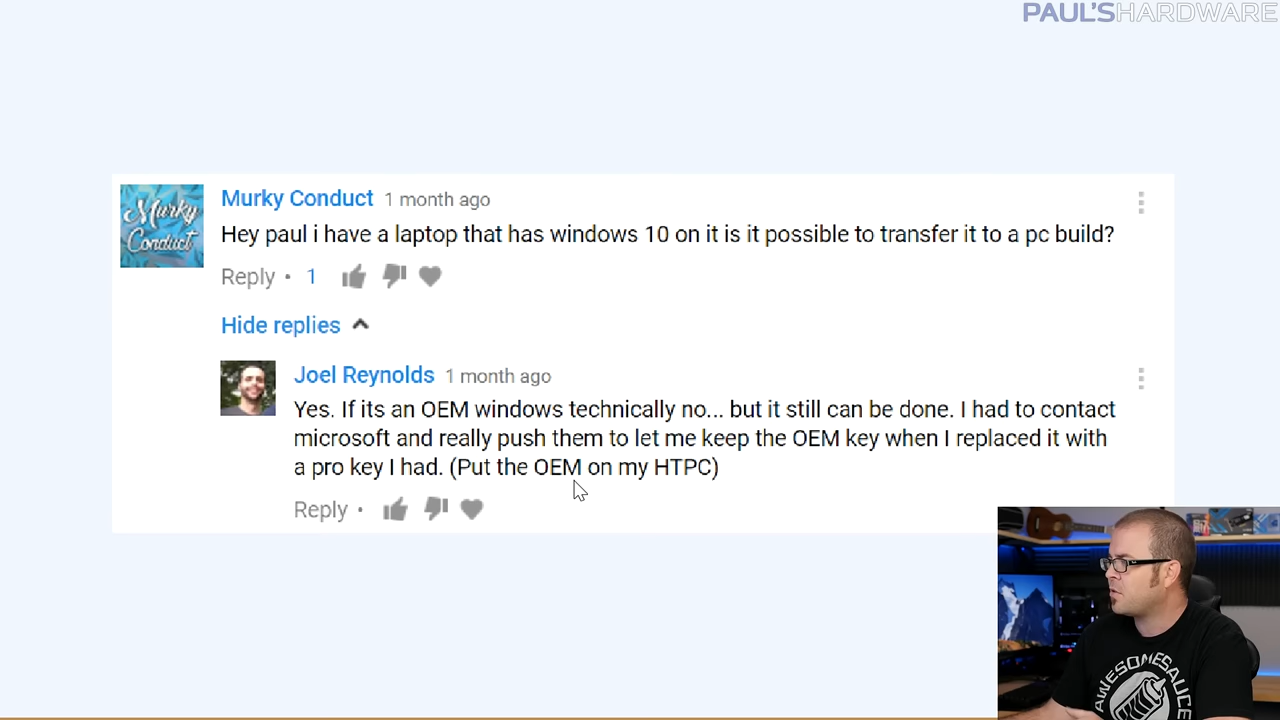 PAUL'SHARDWARE
Murky Conduct
Murky Conduct 1 month ago
Hey paul i have a laptop that has windows 10 on it is it possible to transfer it to a pc build?
Reply • 1
Hide replies
Joel Reynolds 1 month ago
Yes. If its an OEM windows technically no... but it still can be done. I had to contact
microsoft and really push them to let me keep the OEM key when I replaced it with
a pro key I had. (Put the OEM on my HTPC)
Reply •
AWESOMESAUCE